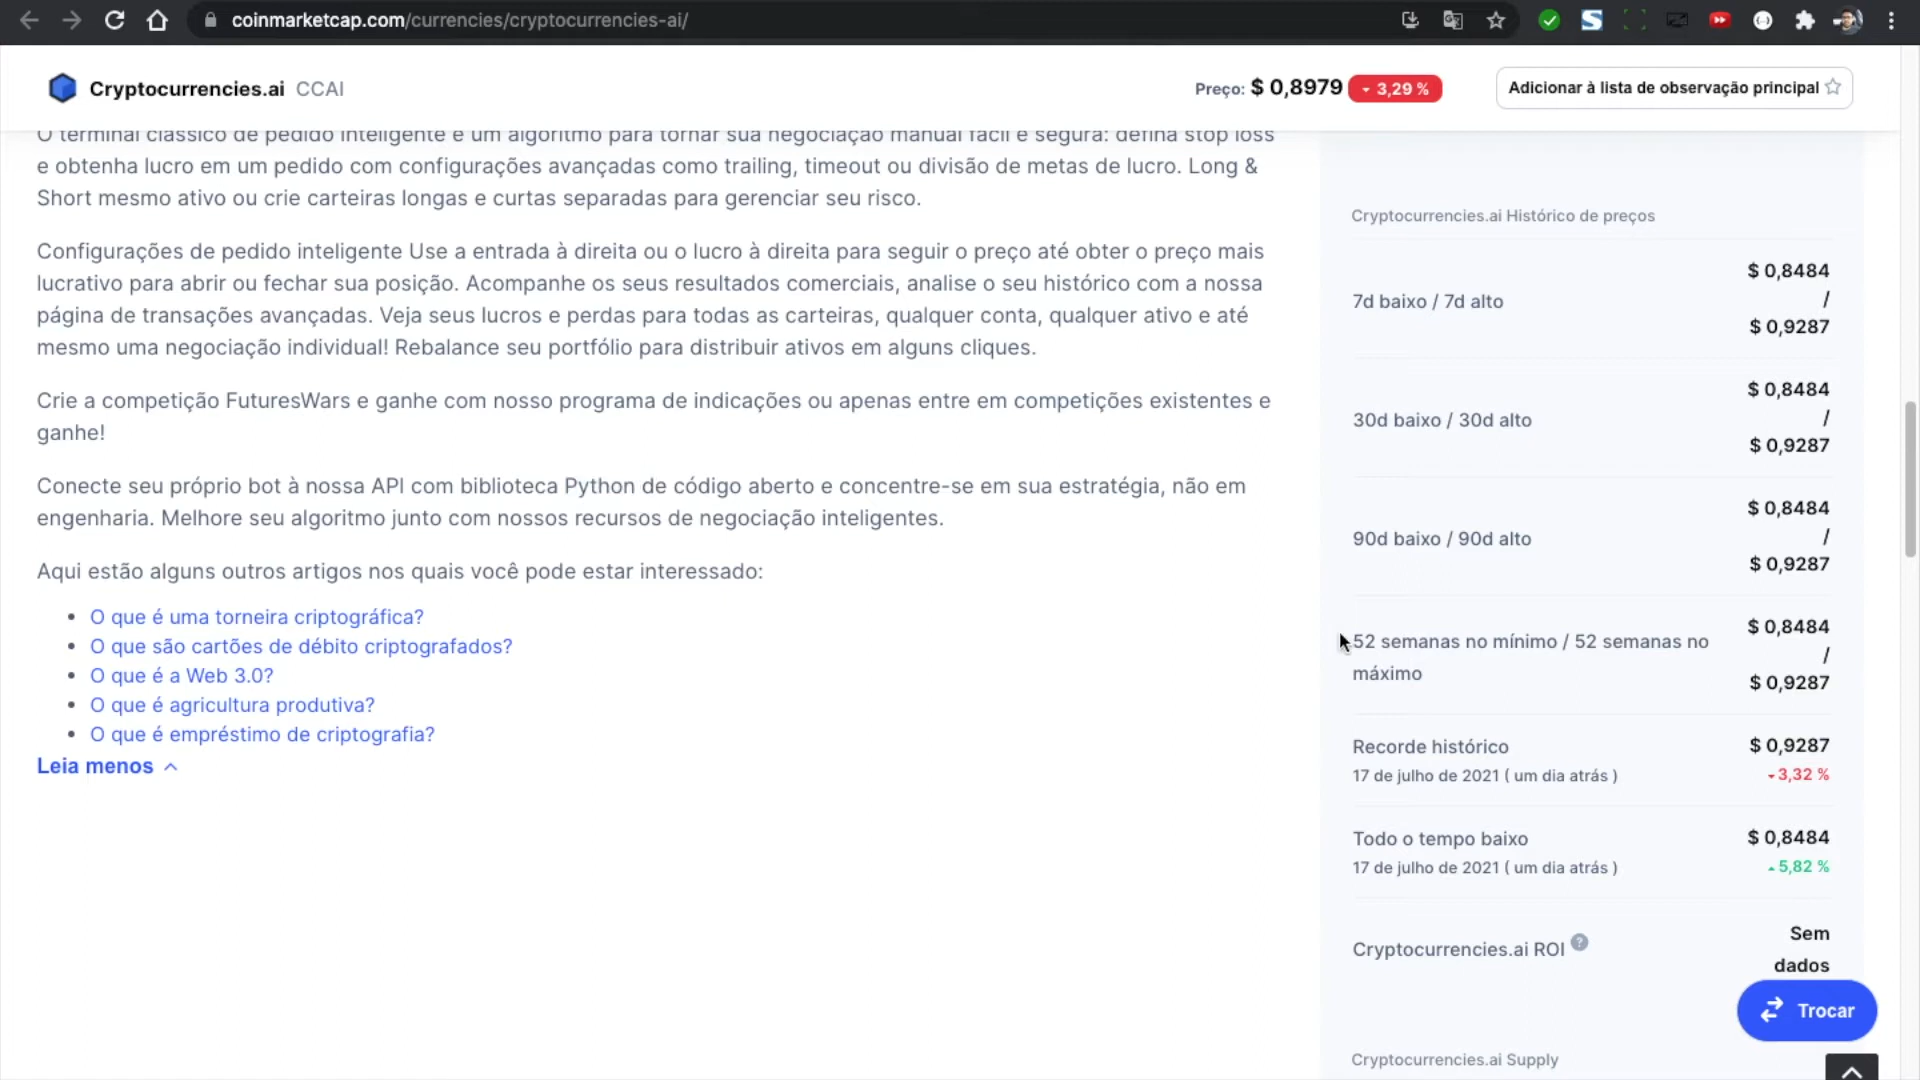 coinmarketcap.com/currencies/cryptocurrencies-ai/
Cryptocurrencies.ai CCAI
Preço: $ 0,8979 3,29 %
Adicionar à lista de observação principal
O terminal clássico de pedido inteligente é um algoritmo para tornar sua negociação manual fácil e segura: defina stop loss
e obtenha lucro em um pedido com configurações avançadas como trailing, timeout ou divisão de metas de lucro. Long &
Short mesmo ativo ou crie carteiras longas e curtas separadas para gerenciar seu risco.
Configurações de pedido inteligente Use a entrada à direita ou o lucro à direita para seguir o preço até obter o preço mais
lucrativo para abrir ou fechar sua posição. Acompanhe os seus resultados comerciais, analise o seu histórico com a nossa
página de transações avançadas. Veja seus lucros e perdas para todas as carteiras, qualquer conta, qualquer ativo e até
mesmo uma negociação individual! Rebalance seu portfólio para distribuir ativos em alguns cliques.
Crie a competição FuturesWars e ganhe com nosso programa de indicações ou apenas entre em competições existentes e
ganhe!
Conecte seu próprio bot à nossa API com biblioteca Python de código aberto e concentre-se em sua estratégia, não em
engenharia. Melhore seu algoritmo junto com nossos recursos de negociação inteligentes.
Aqui estão alguns outros artigos nos quais você pode estar interessado:
O que é uma torneira criptográfica?
O que são cartões de débito criptografados?
O que é a Web 3.0?
O que é agricultura produtiva?
O que é empréstimo de criptografia?
Leia menos
Cryptocurrencies.ai Histórico de preços
7d baixo / 7d alto
$ 0,8484
/
$ 0,9287
30d baixo / 30d alto
$ 0,8484
/
$ 0,9287
90d baixo / 90d alto
$ 0,8484
/
$ 0,9287
52 semanas no mínimo / 52 semanas no
máximo
$ 0,8484
/
$ 0,9287
Recorde histórico
17 de julho de 2021 ( um dia atrás )
$ 0,9287
3,32 %
Todo o tempo baixo
17 de julho de 2021 ( um dia atrás )
$ 0,8484
5,82 %
Cryptocurrencies.ai ROI ?
Sem
dados
Trocar
Cryptocurrencies.ai Supply